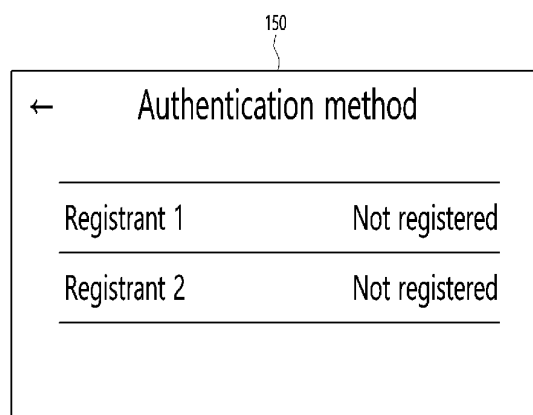 150
← Authentication method
Registrant 1 Not registered
Registrant 2 Not registered